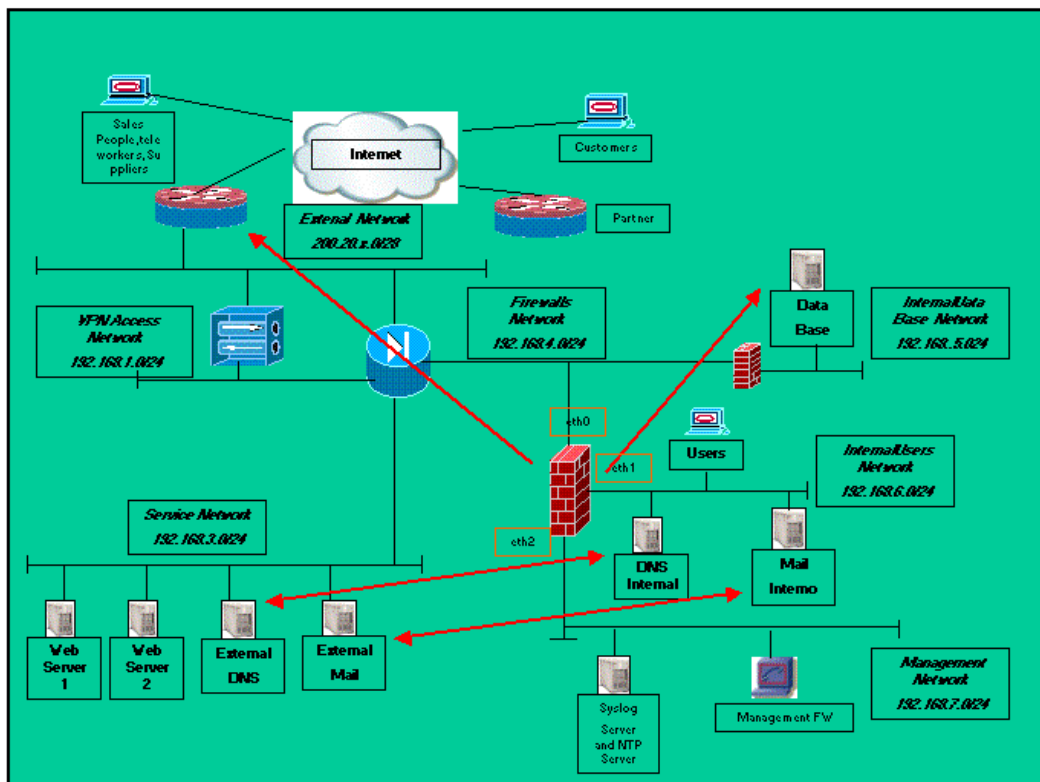 Sales
People,tele
workers,Su
ppliers
Internet
Customers
Extenal Network
200.20.x.0/28
Partner
VPN Access
Network
192.168.1.0/24
Firewalls
Network
192.168.4.0/24
Data
Base
InternalData
Base Network
192.168..5.024
eth0
Users
eth1
InternalUsers
Network
192.168.6.0/24
Service Network
192.168.3.0/24
eth2
DNS
Internal
Mail
Interno
Web
Server
1
Web
Server
2
External
DNS
External
Mail
Management
Network
192.168.7.0/24
Syslog
Server
and NTP
Server
Management FW